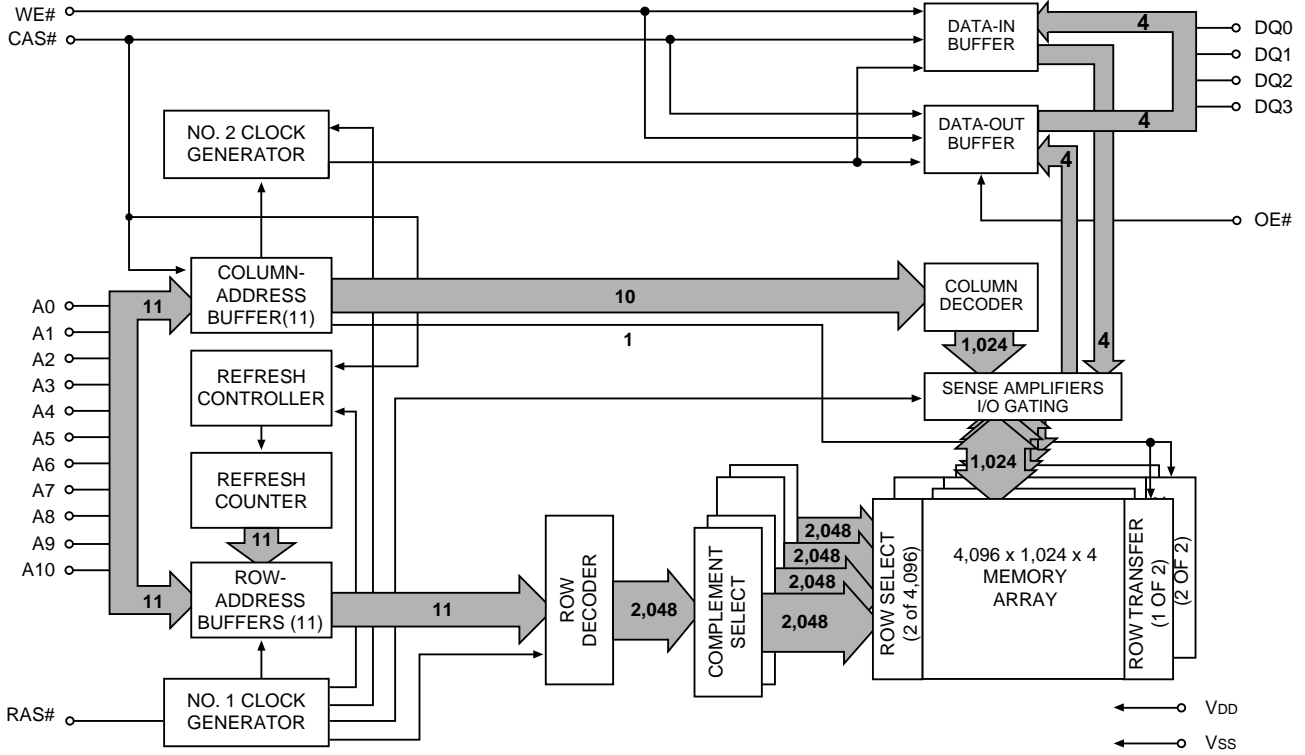 WE#
CAS#
DATA-IN
BUFFER
4
DQ0
DQ1
DQ2
DQ3
NO. 2 CLOCK
GENERATOR
DATA-OUT
BUFFER
4
4
OE#
COLUMN-
ADDRESS
BUFFER(11)
11
10
1
COLUMN
DECODER
1,024
4
A0
A1
A2
A3
A4
A5
A6
A7
A8
A9
A10
REFRESH
CONTROLLER
SENSE AMPLIFIERS
I/O GATING
REFRESH
COUNTER
11
1,024
ROW-
ADDRESS
BUFFERS (11)
11
11
ROW
DECODER
2,048
COMPLEMENT
SELECT
2,048
2,048
2,048
2,048
ROW SELECT
(2 of 4,096)
4,096 x 1,024 x 4
MEMORY
ARRAY
ROW TRANSFER
(1 OF 2)
(2 OF 2)
NO. 1 CLOCK
GENERATOR
RAS#
VDD
VSS